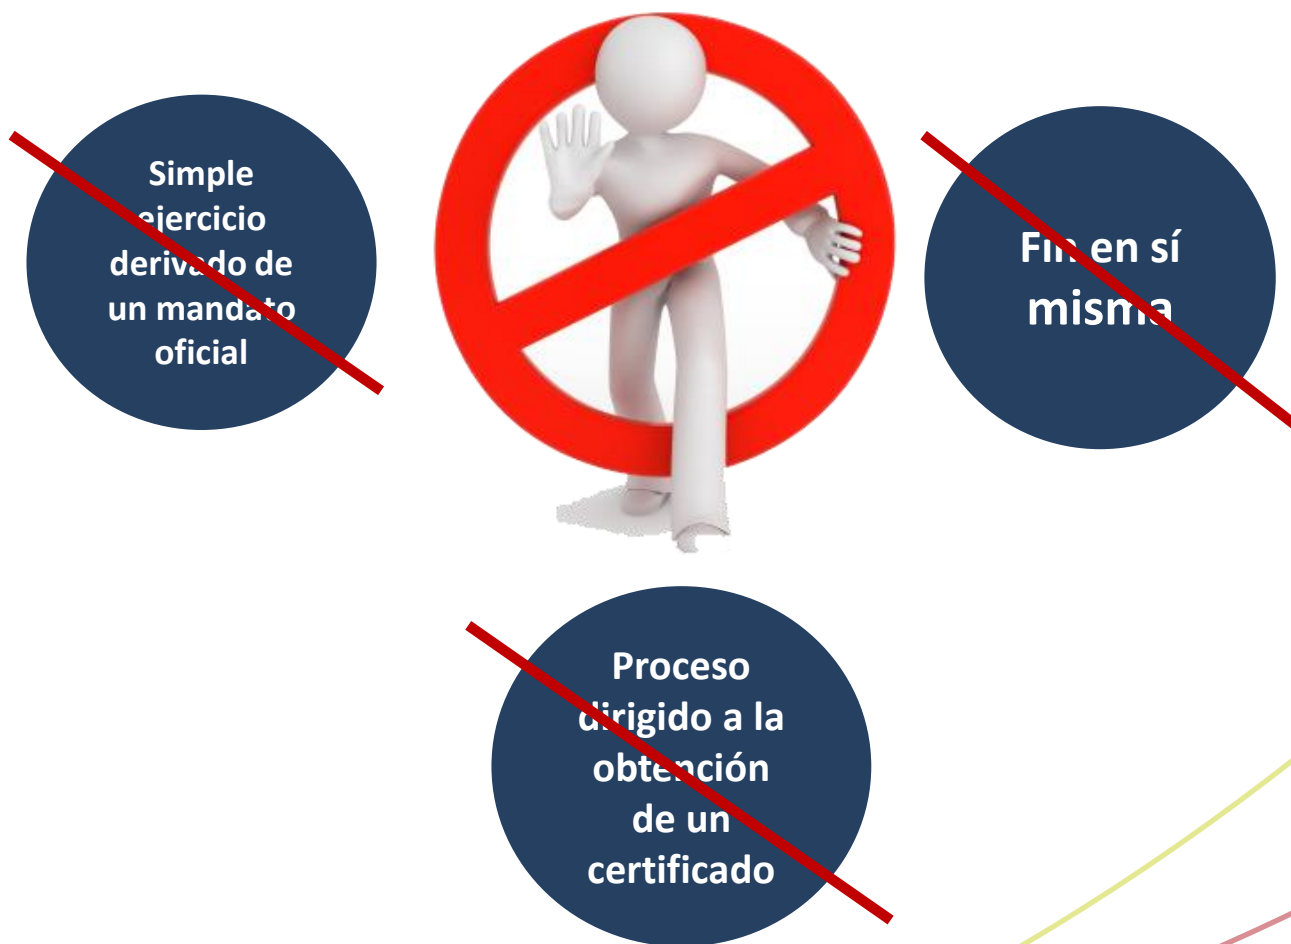 Simple
ejercicio
derivado de
un mandato
oficial
Fin en sí
misma
Proceso
dirigido a la
obtención
de un
certificado